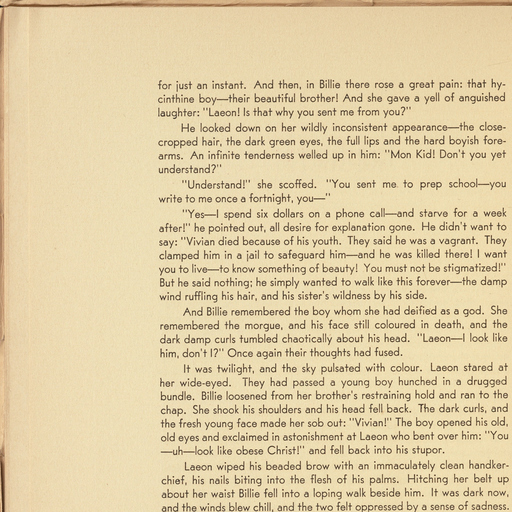 for just an instant. And then, in Billie there rose a great pain: that hy-
cinthine boy—their beautiful brother! And she gave a yell of anguished
laughter: "Laeon! Is that why you sent me from you?"
He looked down on her wildly inconsistent appearance—the close-
cropped hair, the dark green eyes, the full lips and the hard boyish fore-
arms. An infinite tenderness welled up in him: "Mon Kid! Don't you yet
understand?"
"Understand!" she scoffed. "You sent me to prep school—you
write to me once a fortnight, you—"
"Yes—I spend six dollars on a phone call—and starve for a week
after!" he pointed out, all desire for explanation gone. He didn't want to
say: "Vivian died because of his youth. They said he was a vagrant. They
clamped him in a jail to safeguard him—and he was killed there! I want
you to live—to know something of beauty! You must not be stigmatized!"
But he said nothing; he simply wanted to walk like this forever—the damp
wind ruffling his hair, and his sister's wildness by his side.
And Billie remembered the boy whom she had deified as a god. She
remembered the morgue, and his face still coloured in death, and the
dark damp curls tumbled chaotically about his head. "Laeon—I look like
him, don't I?" Once again their thoughts had fused.
It was twilight, and the sky pulsated with colour. Laeon stared at
her wide-eyed. They had passed a young boy hunched in a drugged
bundle. Billie loosened from her brother's restraining hold and ran to the
chap. She shook his shoulders and his head fell back. The dark curls, and
the fresh young face made her sob out: "Vivian!" The boy opened his old,
old eyes and exclaimed in astonishment at Laeon who bent over him: "You
—uh—look like obese Christ!" and fell back into his stupor.
Laeon wiped his beaded brow with an immaculately clean handker-
chief, his nails biting into the flesh of his palms. Hitching her belt up
about her waist Billie fell into a loping walk beside him. It was dark now,
and the winds blew chill, and the two felt oppressed by a sense of sadness.